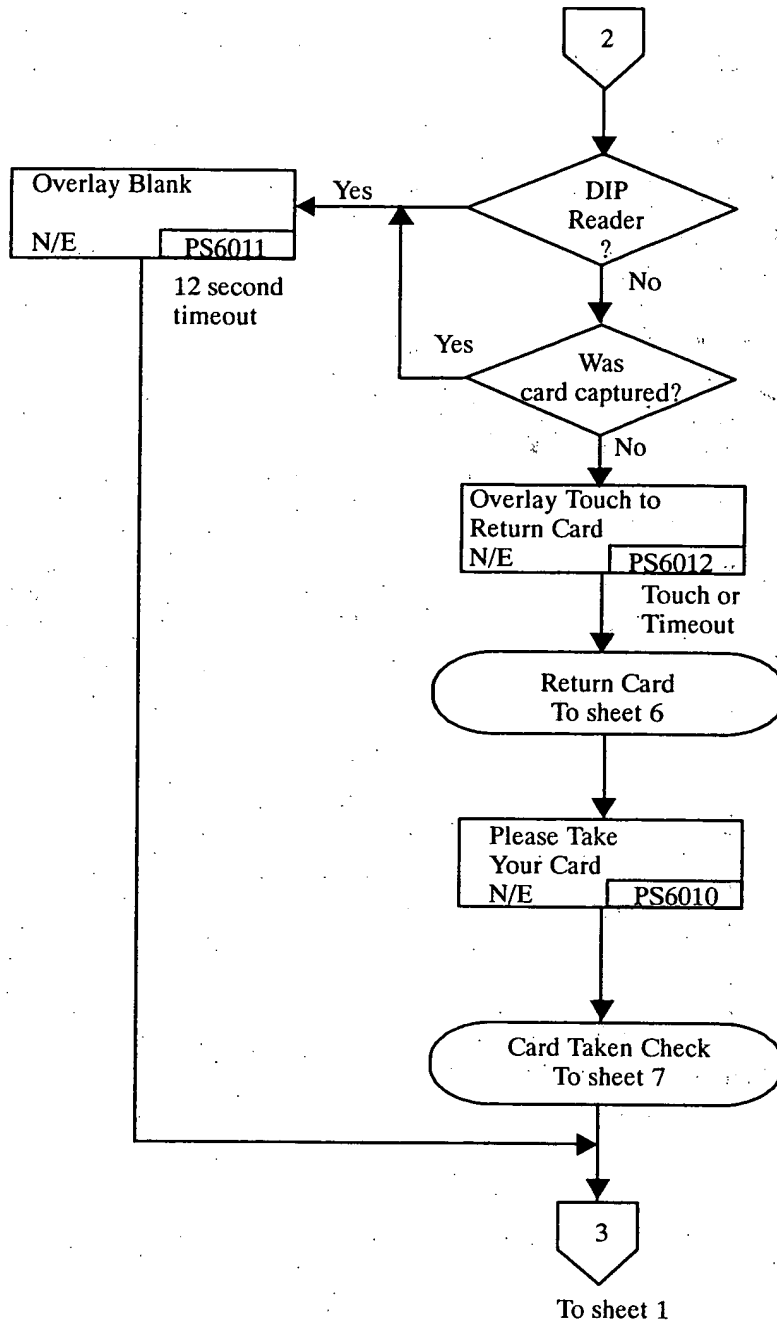 2
DIP
Reader
?
Yes
Overlay Blank
N/E
PS6011
12 second
timeout
No
Was
card captured?
Yes
No
Overlay Touch to
Return Card
N/E
PS6012
Touch or
Timeout
Return Card
To sheet 6
Please Take
Your Card
N/E
PS6010
Card Taken Check
To sheet 7
3
To sheet 1